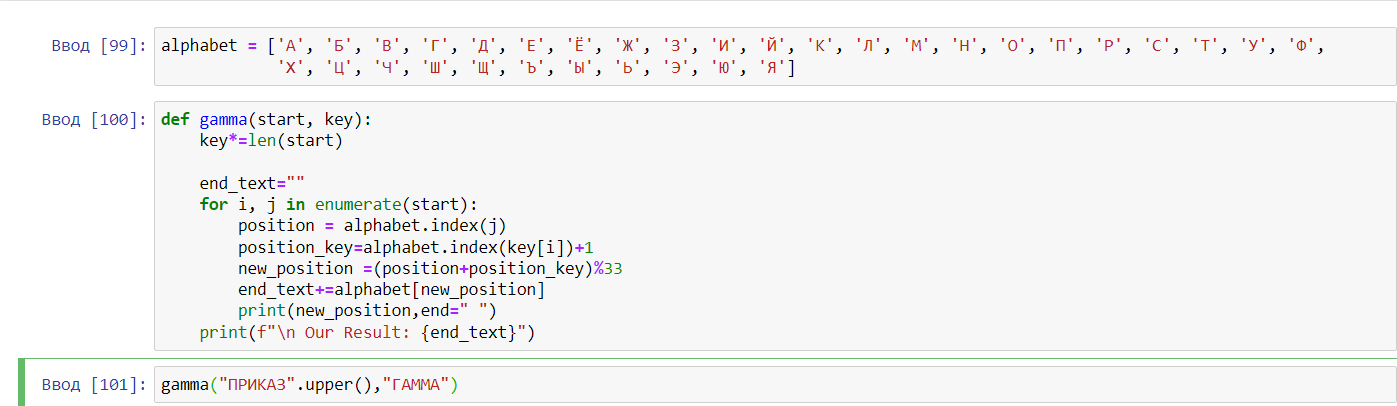 Ввод [99]: alphabet = ['А', 'Б', 'В', 'Г', 'Д', 'Е', 'Ё', 'Ж', 'З', 'И', 'Й', 'К', 'Л', 'М', 'Н', 'О', 'П', 'Р', 'С', 'Т', 'У', 'Ф',
'Х', 'Ц', 'Ч', 'Ш', 'Щ', 'Ъ', 'Ы', 'Ь', 'Э', 'Ю', 'Я']
Ввод [100]: def gamma(start, key):
key*=len(start)
end_text=""
for i, j in enumerate(start):
position = alphabet.index(j)
position_key=alphabet.index(key[i])+1
new_position =(position+position_key)%33
end_text+=alphabet[new_position]
print(new_position,end=" ")
print(f"\n Our Result: {end_text}")
Ввод [101]: gamma("ПРИКАЗ".upper(),"ГАММА")